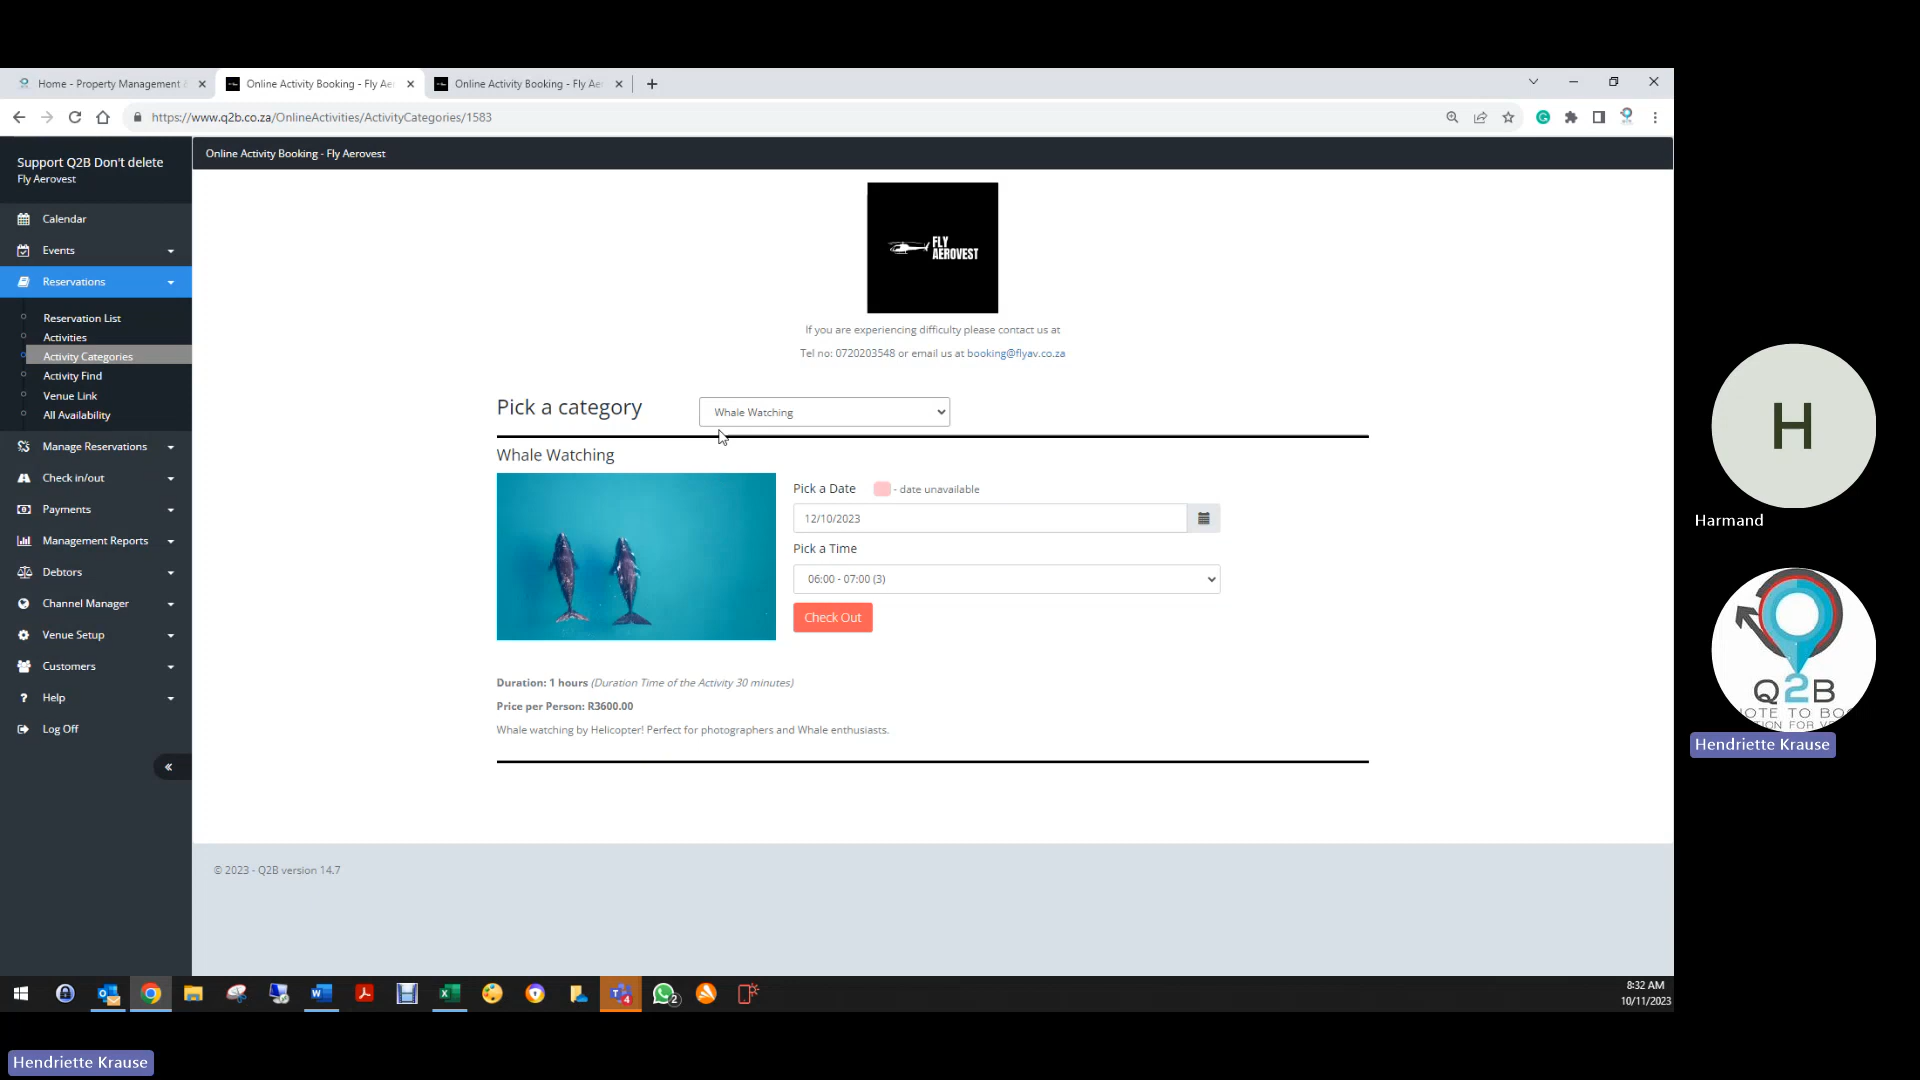 Home - Property Management &
Online Activity Booking - Fly Ae
Online Activity Booking - Fly Ae
https://www.q2b.co.za/OnlineActivities/ActivityCategories/1583
Support Q2B Don't delete
Fly Aerovest
Calendar
Events
Reservations
Reservation List
Activities
Activity Categories
Activity Find
Venue Link
All Availability
Manage Reservations
Check in/out
Payments
Management Reports
Debtors
Channel Manager
Venue Setup
Customers
Help
Log Off
Online Activity Booking - Fly Aerovest
FLY
AEROVEST
If you are experiencing difficulty please contact us at
Tel no: 0720203548 or email us at booking@flyav.co.za
Pick a category
Whale Watching
Whale Watching
Pick a Date - date unavailable
12/10/2023
Pick a Time
06:00 - 07:00 (3)
Check Out
Duration: 1 hours (Duration Time of the Activity 30 minutes)
Price per Person: R3600.00
Whale watching by Helicopter! Perfect for photographers and Whale enthusiasts.
© 2023 - Q2B version 14.7
8:32 AM
10/11/2023
H
Harmand
Q2B
OTE TO BO
TION FOR V
Hendriette Krause
Hendriette Krause